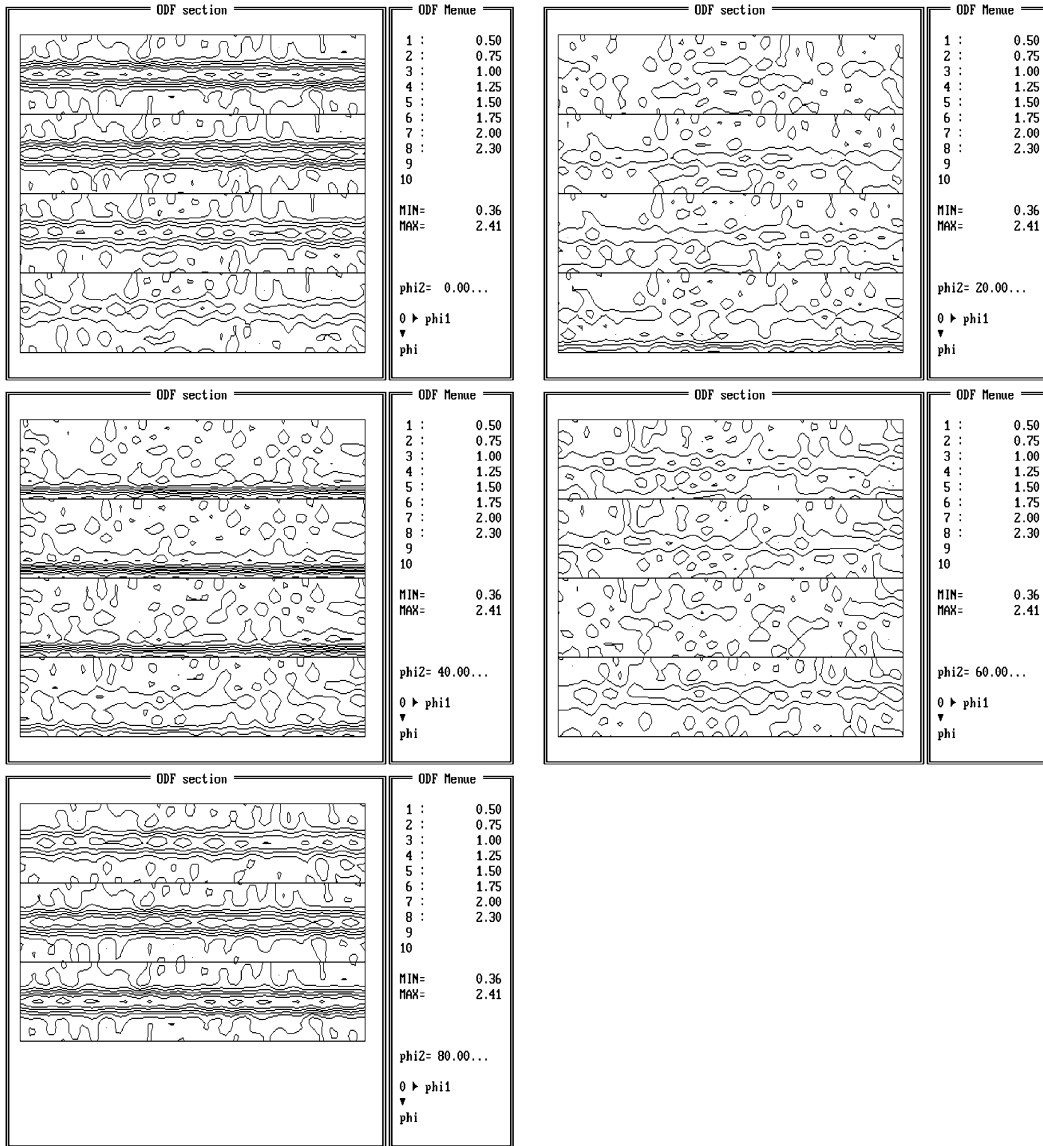 ODF section
ODF Menue
1 : 0.50
2 : 0.75
3 : 1.00
4 : 1.25
5 : 1.50
6 : 1.75
7 : 2.00
8 : 2.30
9
10
MIN= 0.36
MAX= 2.41
phi2= 0.00...
0 ▶ phi1
▼
phi
ODF section
ODF Menue
1 : 0.50
2 : 0.75
3 : 1.00
4 : 1.25
5 : 1.50
6 : 1.75
7 : 2.00
8 : 2.30
9
10
MIN= 0.36
MAX= 2.41
phi2= 20.00...
0 ▶ phi1
▼
phi
ODF section
ODF Menue
1 : 0.50
2 : 0.75
3 : 1.00
4 : 1.25
5 : 1.50
6 : 1.75
7 : 2.00
8 : 2.30
9
10
MIN= 0.36
MAX= 2.41
phi2= 40.00...
0 ▶ phi1
▼
phi
ODF section
ODF Menue
1 : 0.50
2 : 0.75
3 : 1.00
4 : 1.25
5 : 1.50
6 : 1.75
7 : 2.00
8 : 2.30
9
10
MIN= 0.36
MAX= 2.41
phi2= 60.00...
0 ▶ phi1
▼
phi
ODF section
ODF Menue
1 : 0.50
2 : 0.75
3 : 1.00
4 : 1.25
5 : 1.50
6 : 1.75
7 : 2.00
8 : 2.30
9
10
MIN= 0.36
MAX= 2.41
phi2= 80.00...
0 ▶ phi1
▼
phi